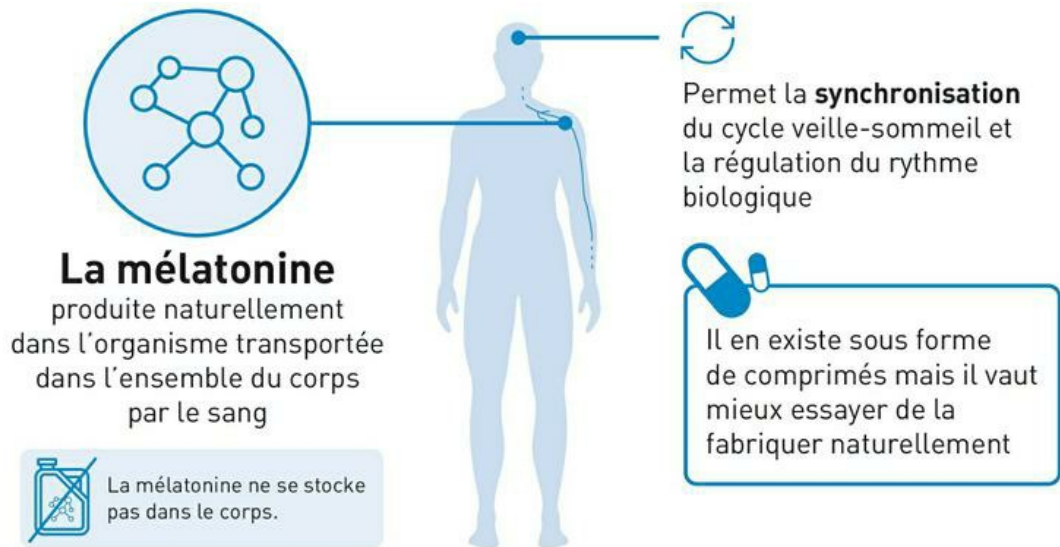 La mélatonine
produite naturellement
dans l'organisme transportée
dans l'ensemble du corps
par le sang
La mélatonine ne se stocke
pas dans le corps.
Permet la synchronisation
du cycle veille-sommeil et
la régulation du rythme
biologique
Il en existe sous forme
de comprimés mais il vaut
mieux essayer de la
fabriquer naturellement